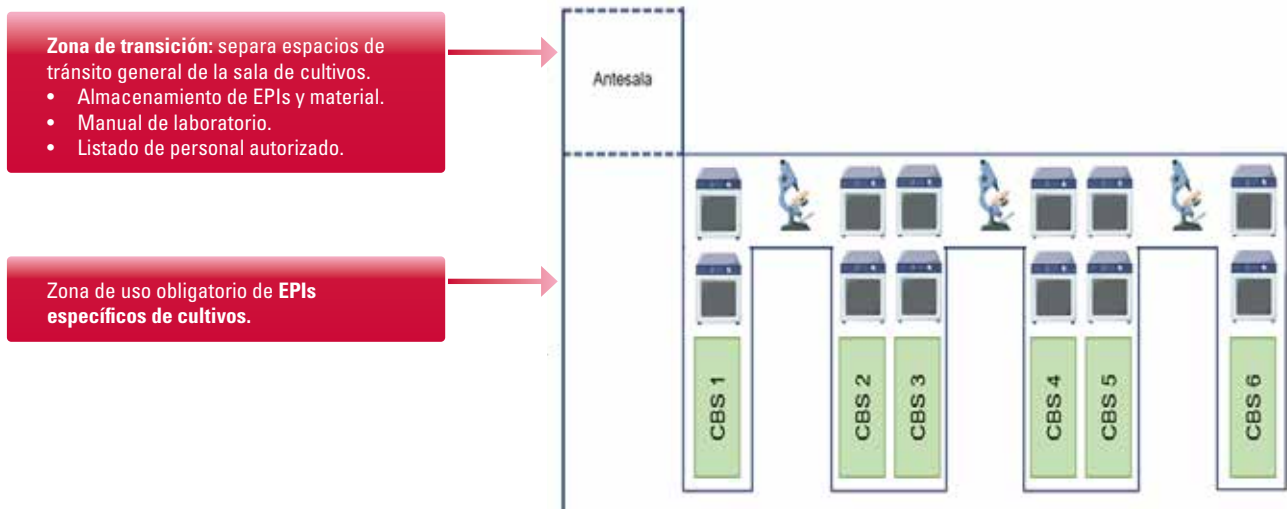 Zona de transición: separa espacios de
tránsito general de la sala de cultivos.
• Almacenamiento de EPIs y material.
• Manual de laboratorio.
• Listado de personal autorizado.
Zona de uso obligatorio de EPIs
específicos de cultivos.
Antesala
CBS 1
CBS 2
CBS 3
CBS 4
CBS 5
CBS 6